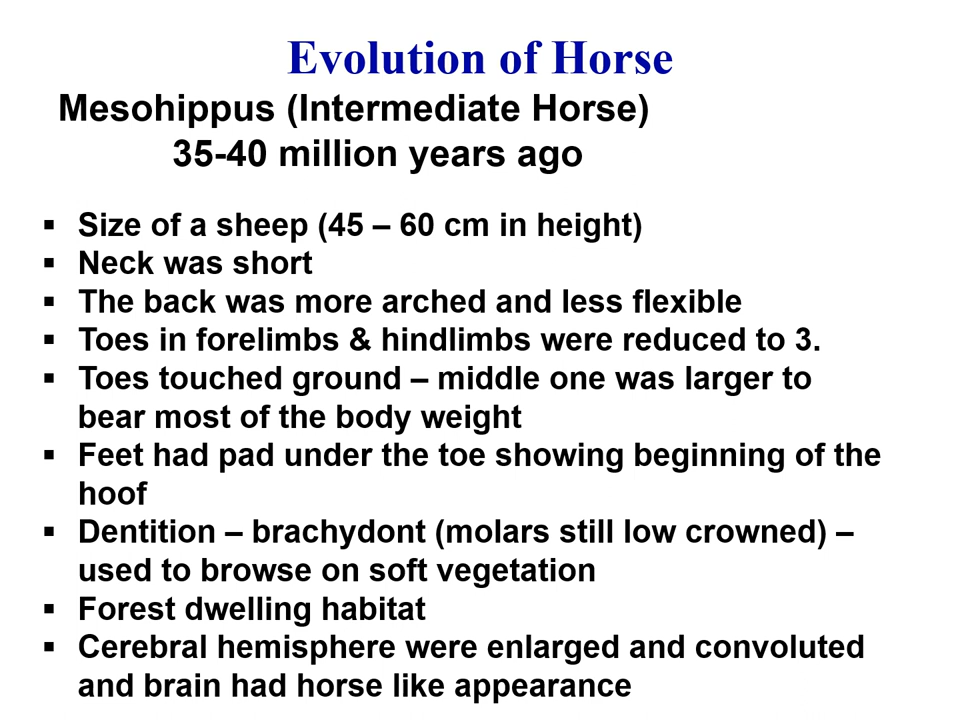 Evolution of Horse
Mesohippus (Intermediate Horse)
35-40 million years ago
▪ Size of a sheep (45 – 60 cm in height)
▪ Neck was short
▪ The back was more arched and less flexible
▪ Toes in forelimbs & hindlimbs were reduced to 3.
▪ Toes touched ground – middle one was larger to
bear most of the body weight
▪ Feet had pad under the toe showing beginning of the
hoof
▪ Dentition – brachydont (molars still low crowned) –
used to browse on soft vegetation
▪ Forest dwelling habitat
▪ Cerebral hemisphere were enlarged and convoluted
and brain had horse like appearance